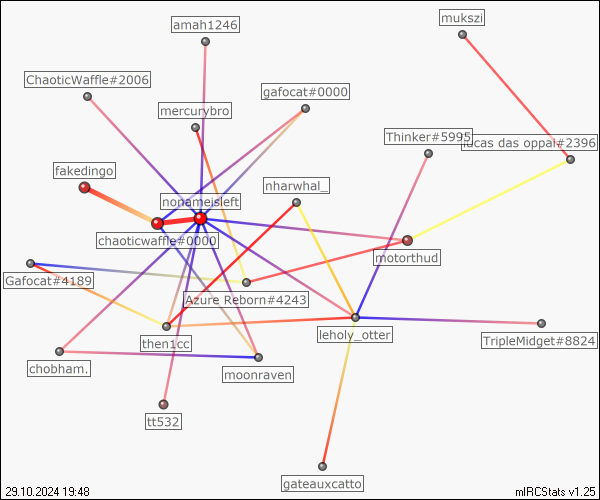 mukszi
amah1246
ChaoticWaffle#2006
gafocat#0000
mercurybro
Thinker#5995
lucas das oppai#2396
fakedingo
nharwhal_
nonameisleft
chaoticwaffle#0000
motorthud
Gafocat#4189
Azure Reborn#4243
leholy_otter
then1cc
TripleMidget#8824
chobham.
moonraven
tt532
gateauxcatto
29.10.2024 19:48
mIRCStats v1.25